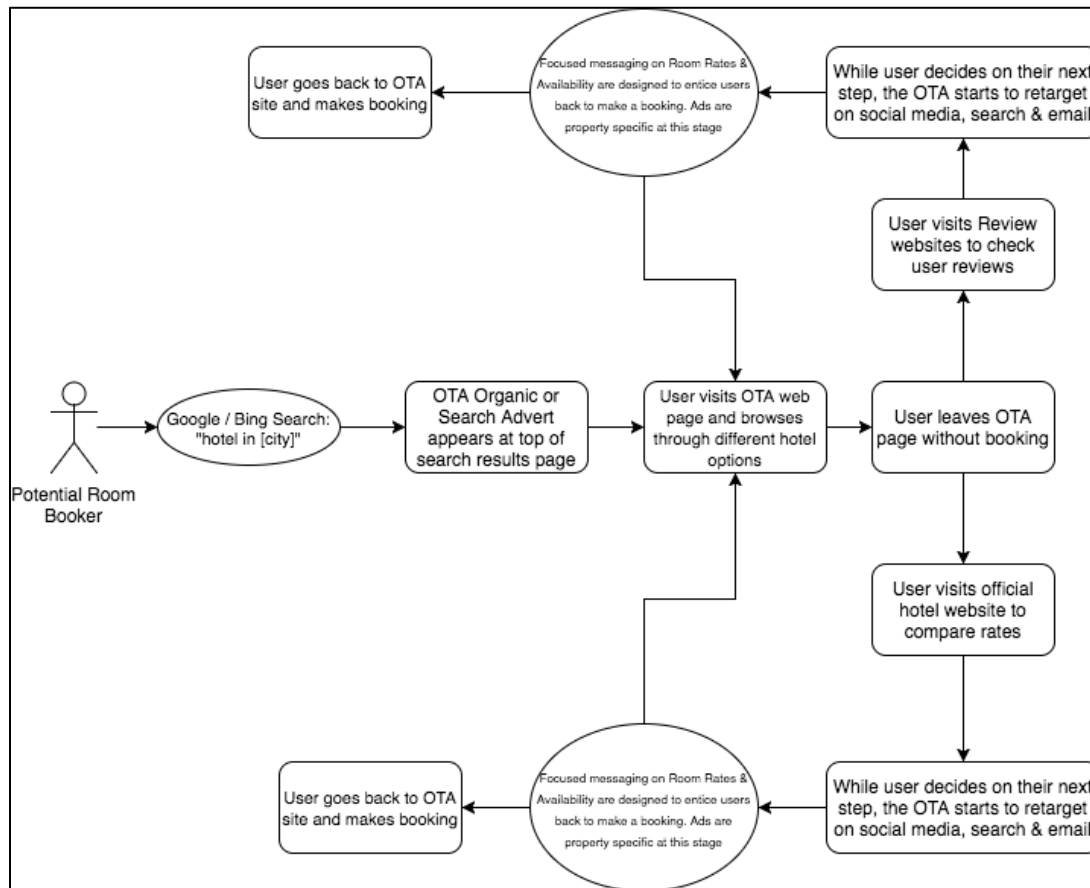 User goes back to OTA
site and makes booking
Focused messaging on Room Rates &
Availability are designed to entice users
back to make a booking. Ads are
property specific at this stage
While user decides on their next
step, the OTA starts to retarget
on social media, search & email
User visits Review
websites to check
user reviews
Potential Room
Booker
Google / Bing Search:
"hotel in [city]"
OTA Organic or
Search Advert
appears at top of
search results page
User visits OTA web
page and browses
through different hotel
options
User leaves OTA
page without booking
User visits official
hotel website to
compare rates
User goes back to OTA
site and makes booking
Focused messaging on Room Rates &
Availability are designed to entice users
back to make a booking. Ads are
property specific at this stage
While user decides on their next
step, the OTA starts to retarget
on social media, search & email